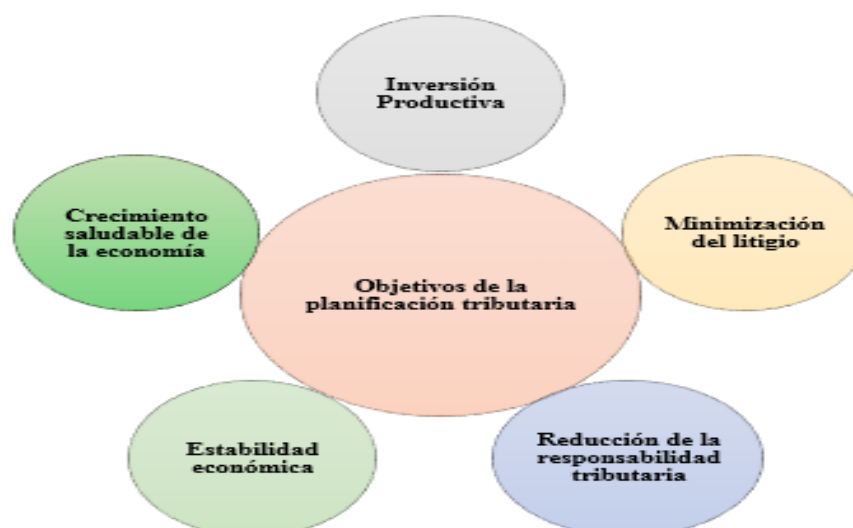 Inversión
Productiva
Crecimiento
saludable de
la economía
Minimización
del litigio
Objetivos de la
planificación tributaria
Estabilidad
económica
Reducción de la
responsabilidad
tributaria